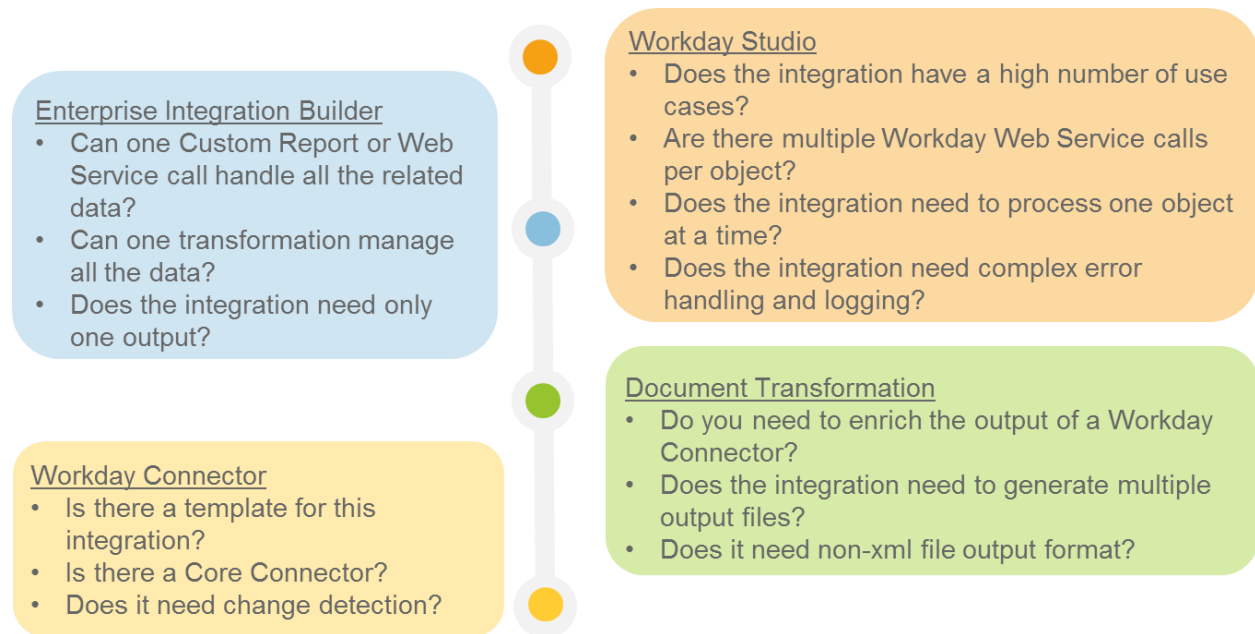 Enterprise Integration Builder
• Can one Custom Report or Web
Service call handle all the related
data?
• Can one transformation manage
all the data?
• Does the integration need only
one output?
Workday Studio
• Does the integration have a high number of use
cases?
• Are there multiple Workday Web Service calls
per object?
• Does the integration need to process one object
at a time?
• Does the integration need complex error
handling and logging?
Workday Connector
• Is there a template for this
integration?
• Is there a Core Connector?
• Does it need change detection?
Document Transformation
• Do you need to enrich the output of a Workday
Connector?
• Does the integration need to generate multiple
output files?
• Does it need non-xml file output format?